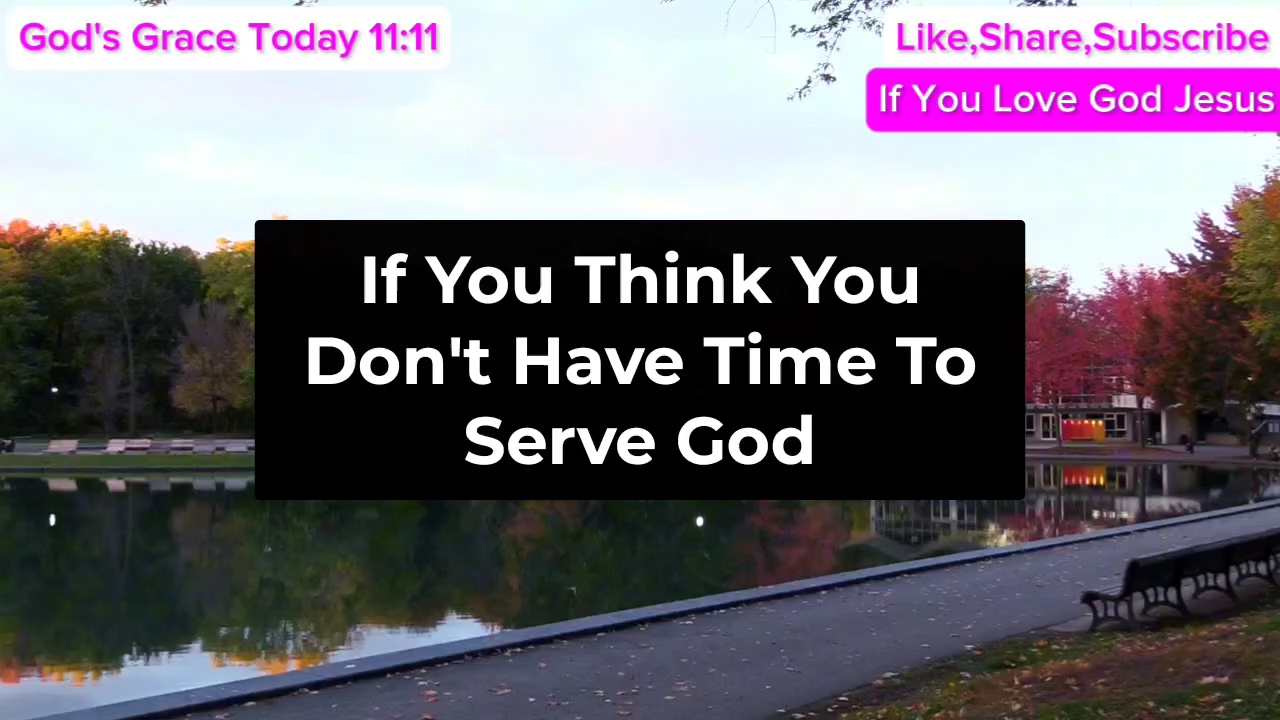 God's Grace Today 11:11
Like,Share,Subscribe
If You Love God Jesus
If You Think You
Don't Have Time To
Serve God